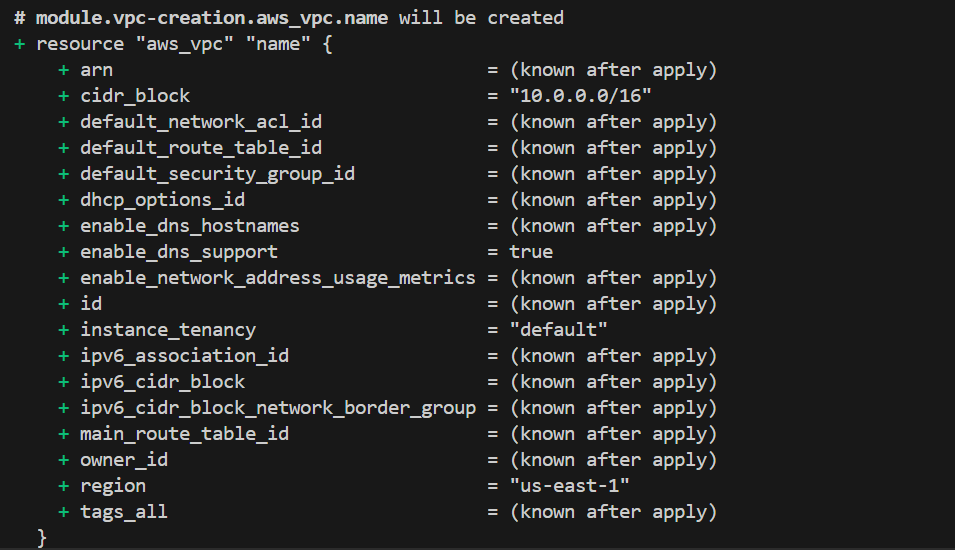 # module.vpc-creation.aws_vpc.name will be created
+ resource "aws_vpc" "name" {
    + arn                                  = (known after apply)
    + cidr_block                           = "10.0.0.0/16"
    + default_network_acl_id               = (known after apply)
    + default_route_table_id               = (known after apply)
    + default_security_group_id            = (known after apply)
    + dhcp_options_id                      = (known after apply)
    + enable_dns_hostnames                 = (known after apply)
    + enable_dns_support                   = true
    + enable_network_address_usage_metrics = (known after apply)
    + id                                   = (known after apply)
    + instance_tenancy                     = "default"
    + ipv6_association_id                  = (known after apply)
    + ipv6_cidr_block                      = (known after apply)
    + ipv6_cidr_block_network_border_group = (known after apply)
    + main_route_table_id                  = (known after apply)
    + owner_id                             = (known after apply)
    + region                               = "us-east-1"
    + tags_all                             = (known after apply)
  }